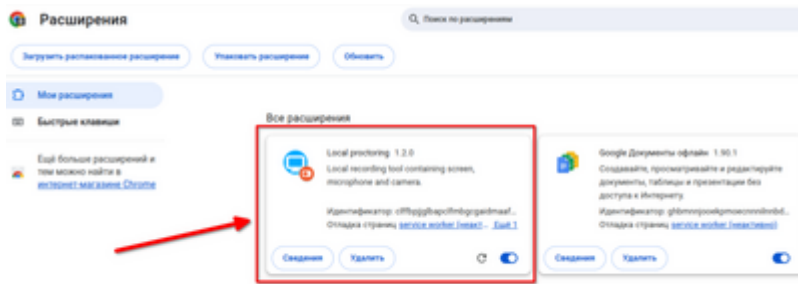 Расширения
Поиск по расширениям
Загрузить распакованное расширение
Упаковать расширение
Обновить
Мои расширения
Быстрые клавиши
Ещё больше расширений и
тем можно найти в
интернет-магазине Chrome
Все расширения
Local proctoring 1.2.0
Local recording tool containing screen,
microphone and camera.
Идентификатор:
Отладка страниц service worker (неакт... Ещё 1
Сведения
Удалить
Google Документы офлайн 1.90.1
Создавайте, просматривайте и редактируйте
документы, таблицы и презентации без
доступа к Интернету.
Идентификатор:
Отладка страниц service worker (неактивно)
Сведения
Удалить